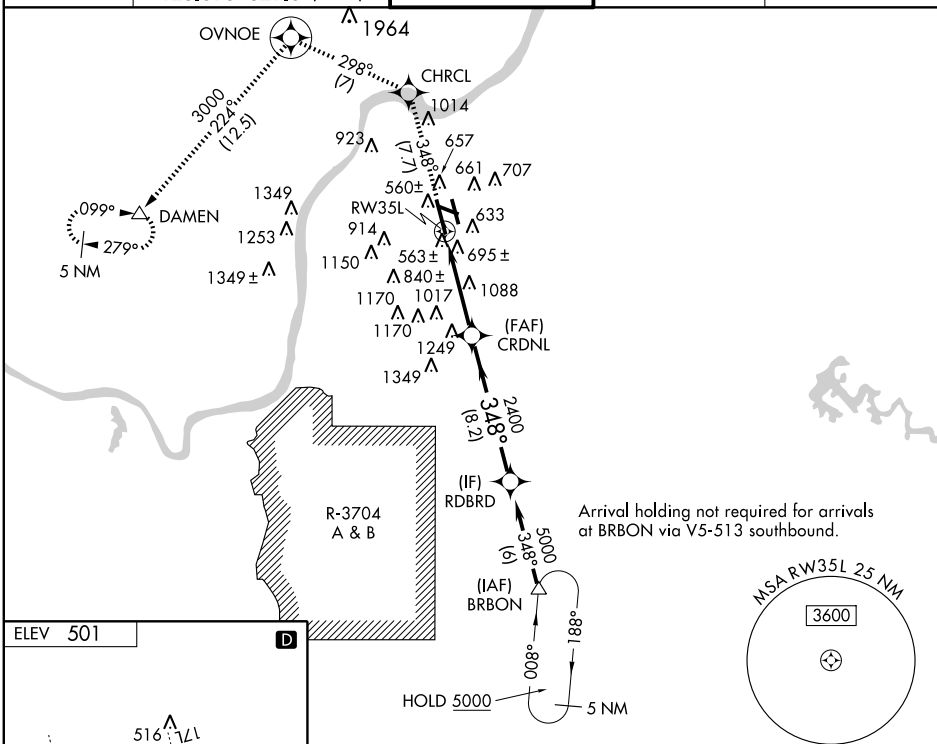 OVNOE
1964
298°
(7)
CHRCL
3000
224°
(12.5)
1014
348°
(7.7)
923
657
661
707
560±
RW35L
633
099°
DAMEN
279°
5 NM
1349
1253
1349±
914
1150
563±
695±
840±
1088
1170
1017
1170
(FAF)
CRDNL
1249
1349
2400
348°
(8.2)
(IF)
RDBRD
R-3704
A & B
Arrival holding not required for arrivals
at BRBON via V5-513 southbound.
5000
348°
(6)
(IAF)
BRBON
008°
188°
HOLD 5000
5 NM
MSA RW35L 25 NM
3600
ELEV 501
D
516
17L